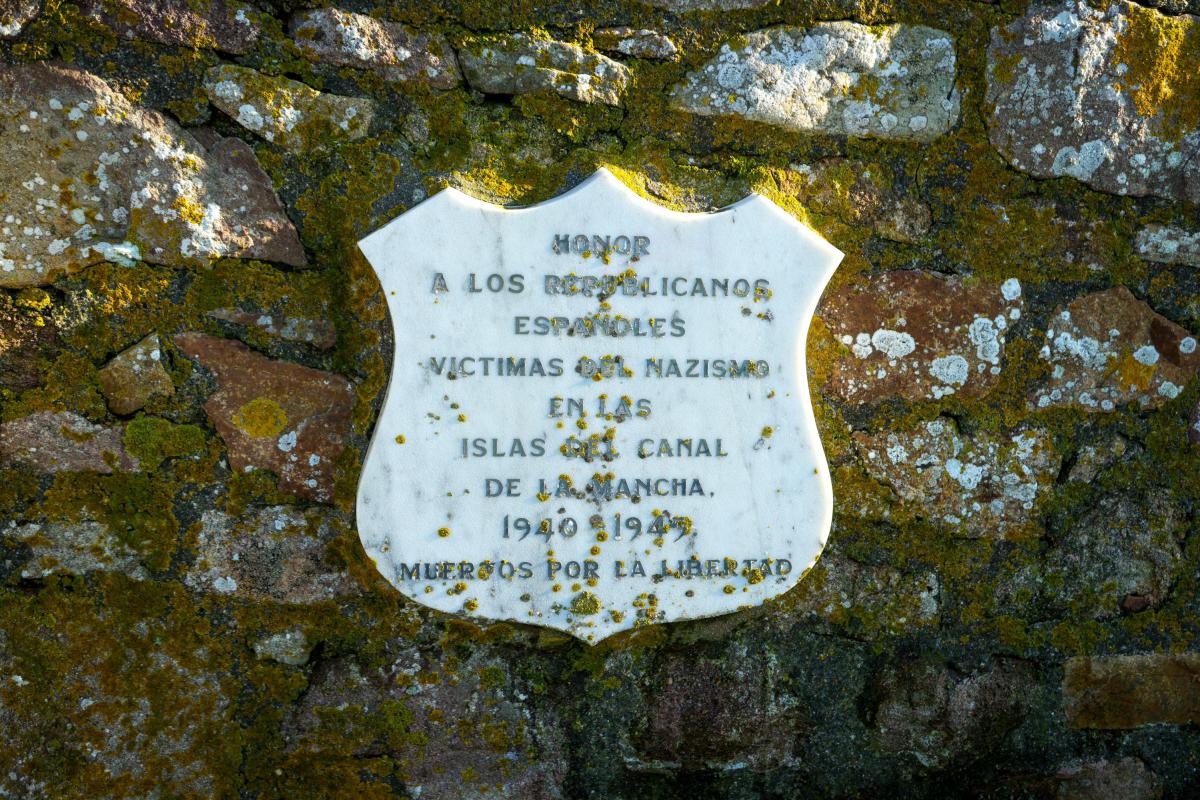 HONOR
A LOS REPUBLICANOS
ESPAÑOLES
VICTIMAS DEL NAZISMO
EN LAS
ISLAS DEL CANAL
DE LA MANCHA.
1940 - 1945
MUERTOS POR LA LIBERTAD